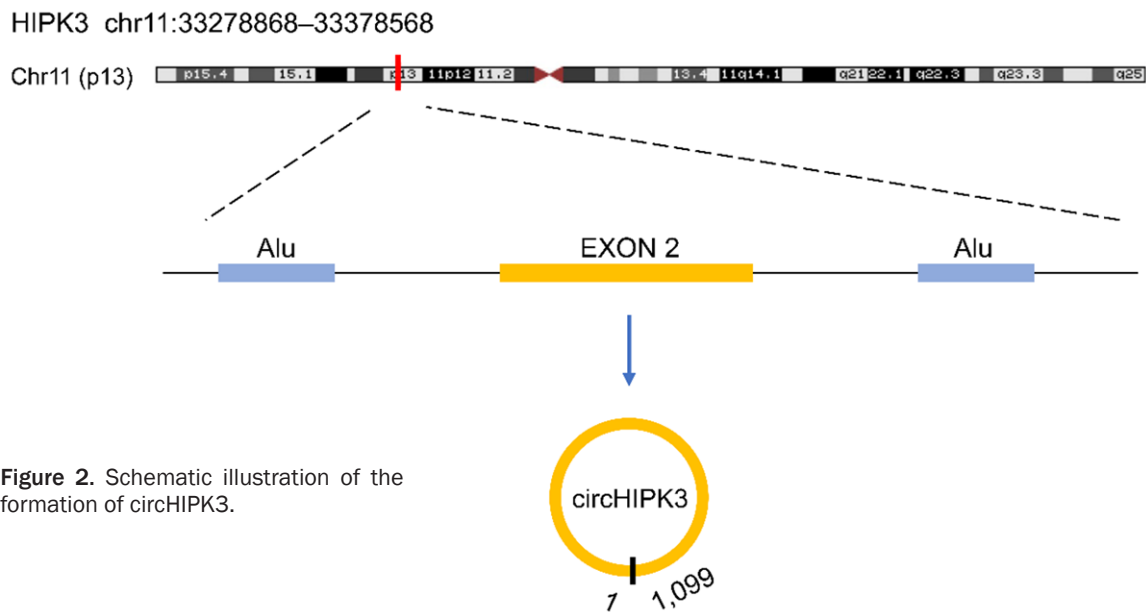 HIPK3 chr11:33278868–33378568
Chr11 (p13)
p15.4 15.1 p13 11p12 11.2 13.4 11q14.1 q21 22.1 q22.3 q23.3 q25
Alu EXON 2 Alu
circHIPK3
1 1,099
Figure 2. Schematic illustration of the
formation of circHIPK3.